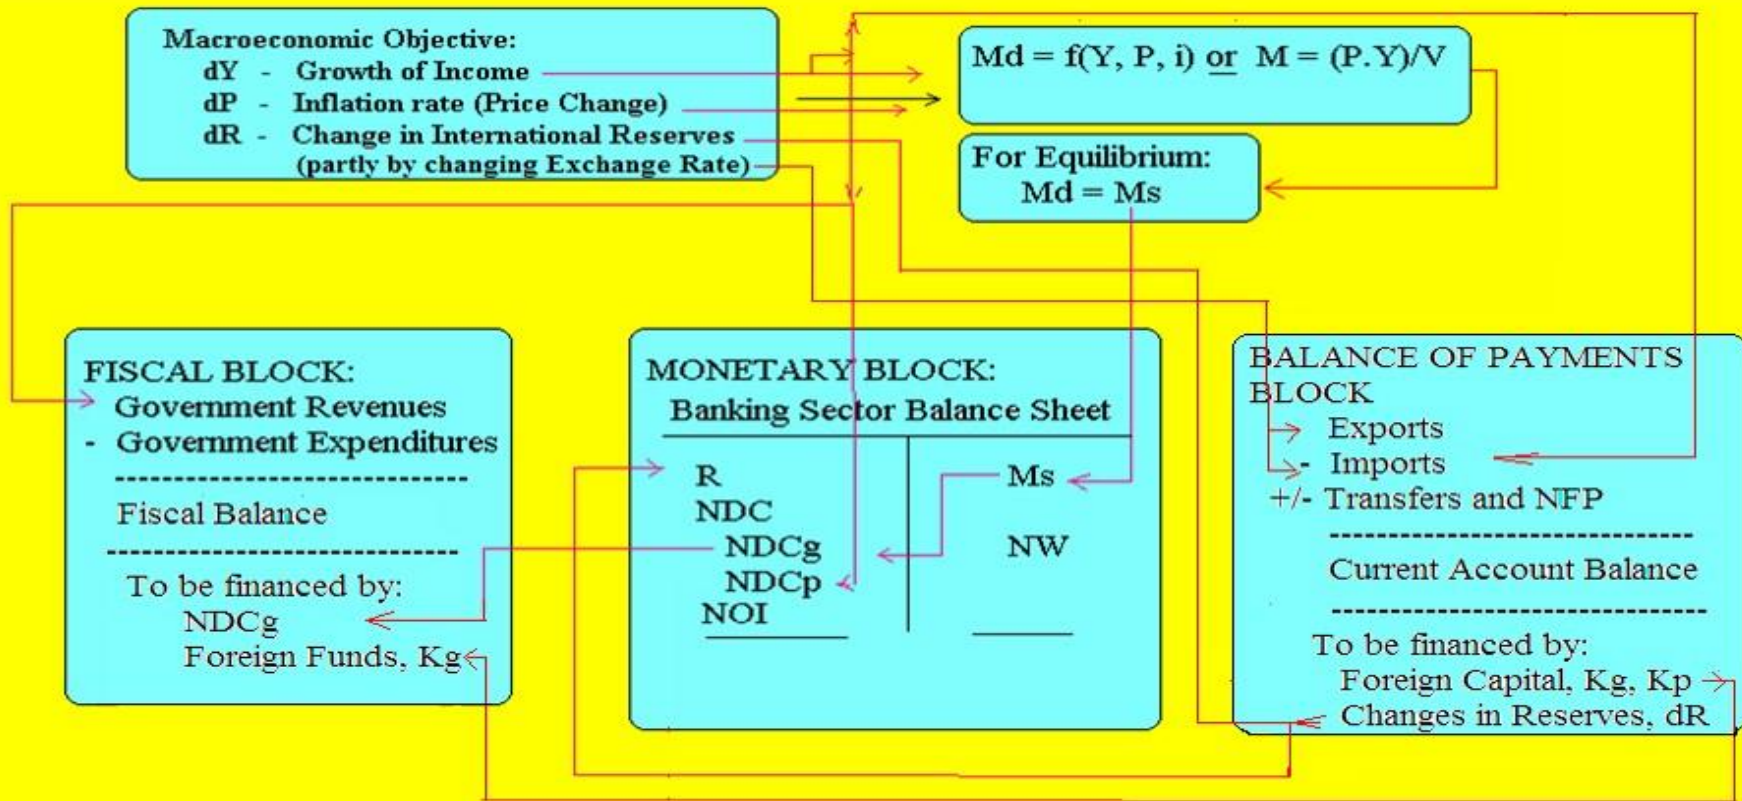 Macroeconomic Objective:
dY - Growth of Income
dP - Inflation rate (Price Change)
dR - Change in International Reserves
(partly by changing Exchange Rate)
Md = f(Y, P, i) or M = (P.Y)/V
For Equilibrium:
Md = Ms
FISCAL BLOCK:
Government Revenues
- Government Expenditures
------------------------------
Fiscal Balance
------------------------------
To be financed by:
NDCg
Foreign Funds, Kg
MONETARY BLOCK:
Banking Sector Balance Sheet
R Ms
NDC
NDCg NW
NDCp
NOI
BALANCE OF PAYMENTS
BLOCK
Exports
- Imports
+/- Transfers and NFP
-------------------------------
Current Account Balance
--------------------------------
To be financed by:
Foreign Capital, Kg, Kp
Changes in Reserves, dR